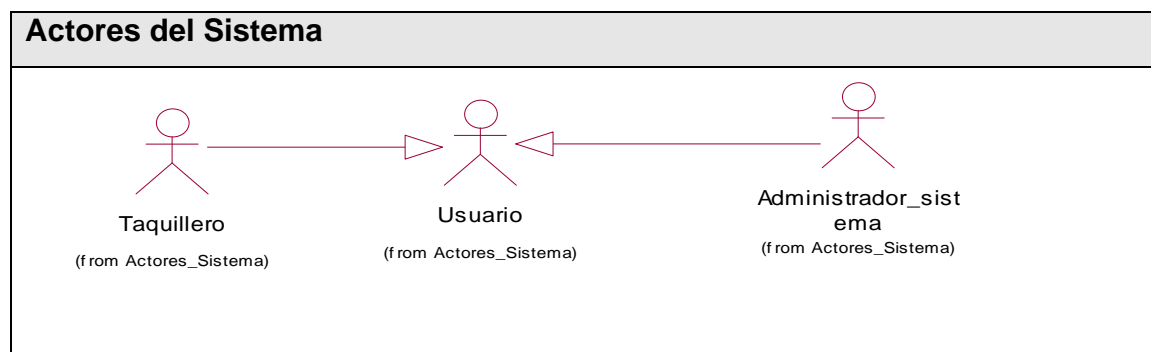 Actores del Sistema
Taquillero
(from Actores_Sistema)
Usuario
(from Actores_Sistema)
Administrador_sist
ema
(from Actores_Sistema)